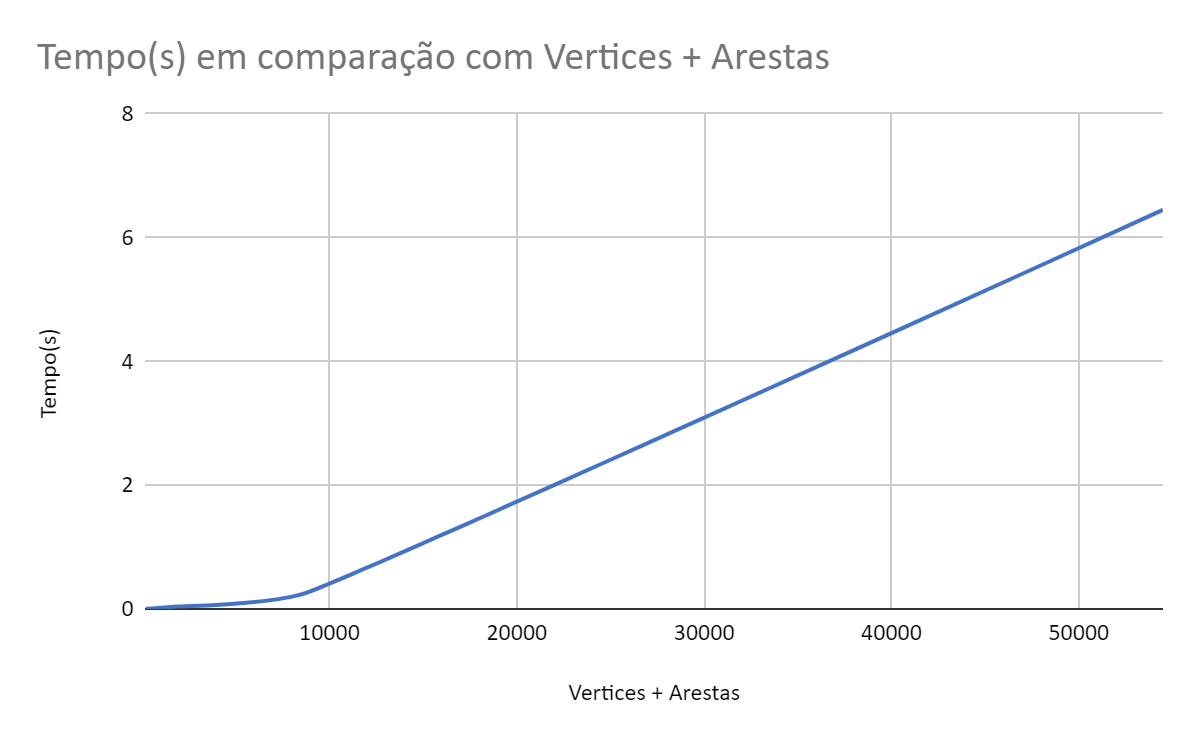 Tempo(s) em comparação com Vertices + Arestas
8
6
4
2
0
Tempo(s)
10000 20000 30000 40000 50000
Vertices + Arestas